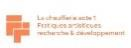 La chaufferie acte 1
Pratiques artistiques
recherche & développement